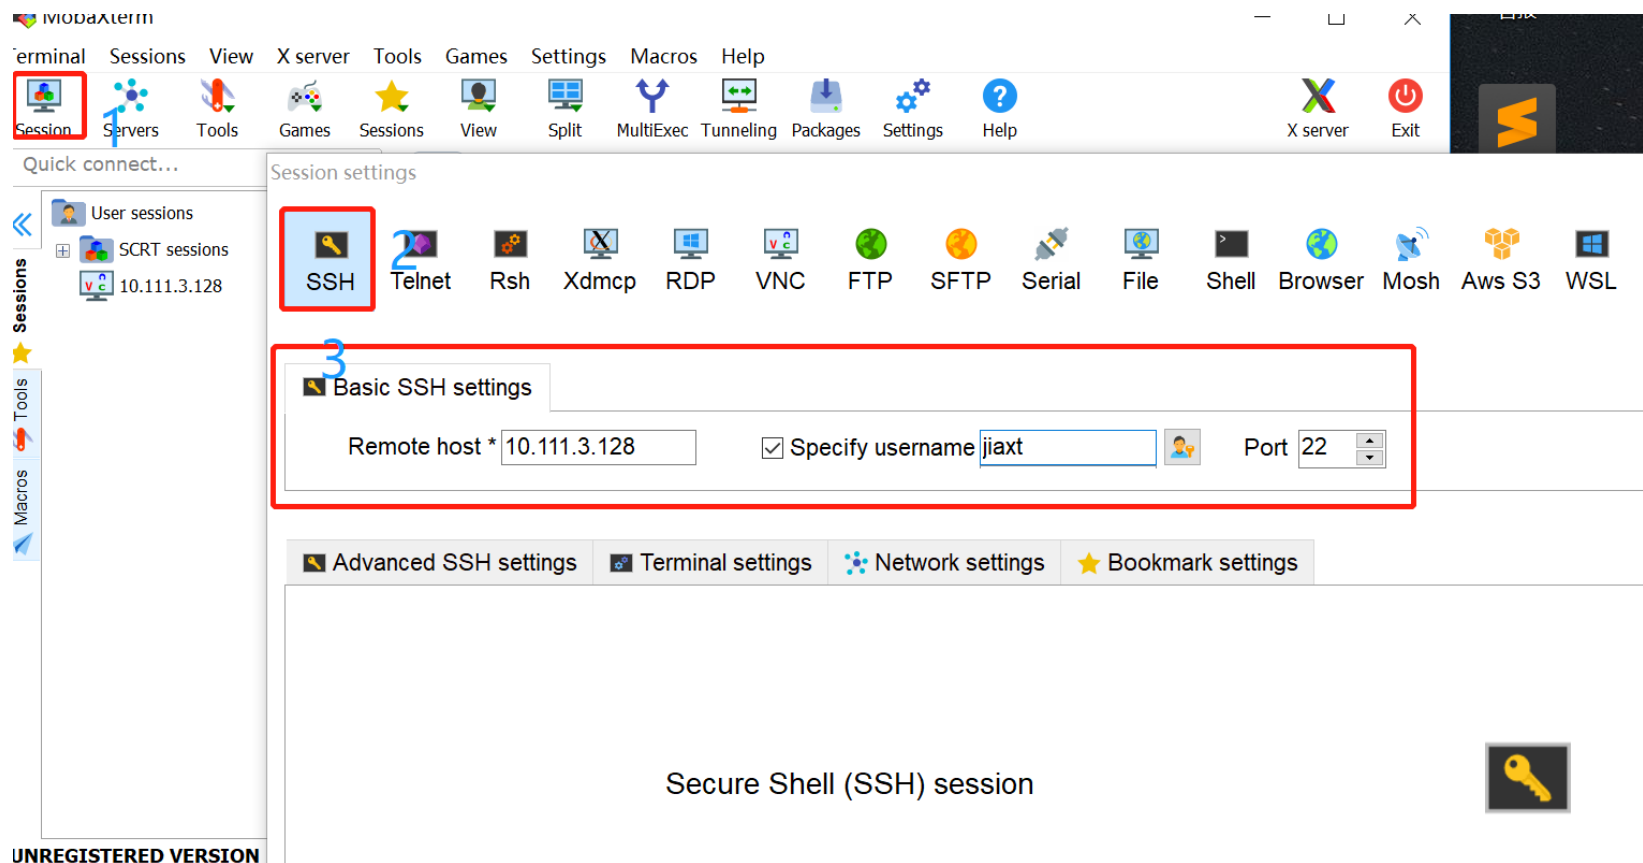 MobaXterm
Terminal Sessions View X server Tools Games Settings Macros Help
Session Servers Tools Games Sessions View Split MultiExec Tunneling Packages Settings Help X server Exit
1
Quick connect...
Session settings
User sessions
SCRT sessions
10.111.3.128
Sessions
Tools
Macros
2
SSH Telnet Rsh Xdmcp RDP VNC FTP SFTP Serial File Shell Browser Mosh Aws S3 WSL
3
Basic SSH settings
Remote host * 10.111.3.128 Specify username jiaxt Port 22
Advanced SSH settings Terminal settings Network settings Bookmark settings
Secure Shell (SSH) session
UNREGISTERED VERSION